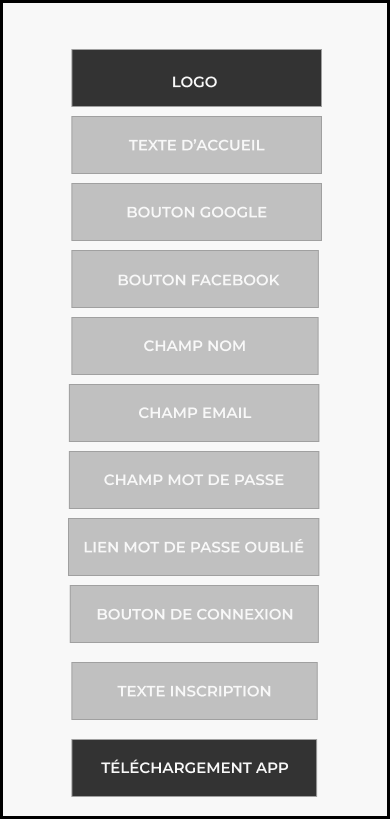 LOGO
TEXTE D’ACCUEIL
BOUTON GOOGLE
BOUTON FACEBOOK
CHAMP NOM
CHAMP EMAIL
CHAMP MOT DE PASSE
LIEN MOT DE PASSE OUBLIÉ
BOUTON DE CONNEXION
TEXTE INSCRIPTION
TÉLÉCHARGEMENT APP